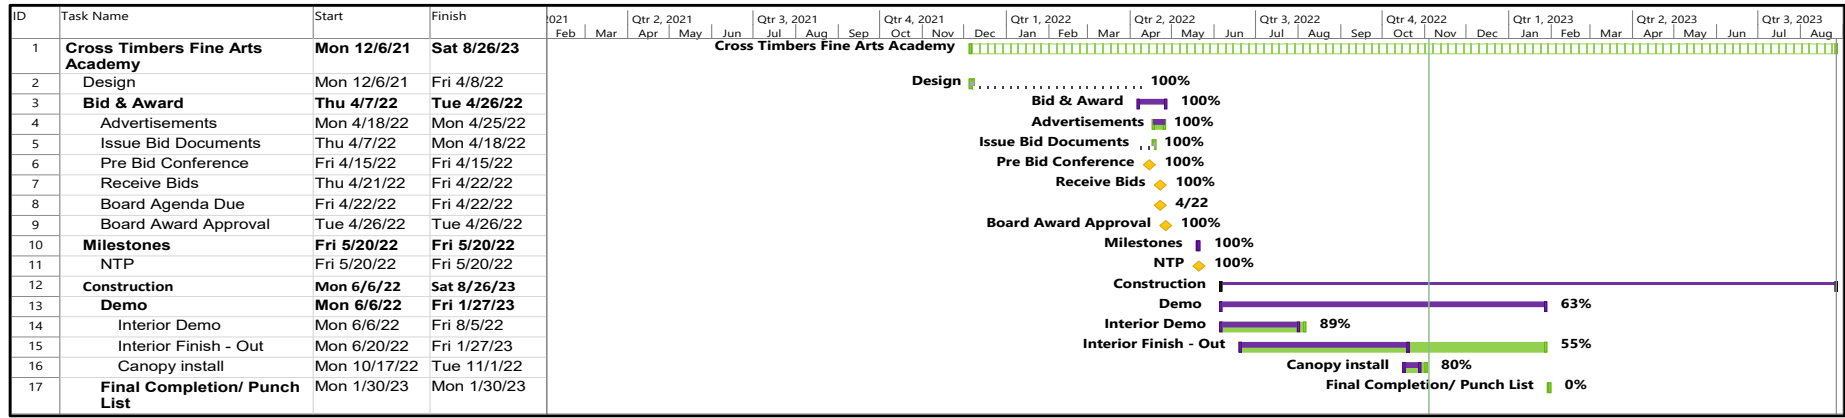 ID Task Name Start Finish 2021 Qtr 2, 2021 Qtr 3, 2021 Qtr 4, 2021 Qtr 1, 2022 Qtr 2, 2022 Qtr 3, 2022 Qtr 4, 2022 Qtr 1, 2023 Qtr 2, 2023 Qtr 3, 2023
Feb Mar Apr May Jun Jul Aug Sep Oct Nov Dec Jan Feb Mar Apr May Jun Jul Aug Sep Oct Nov Dec Jan Feb Mar Apr May Jun Jul Aug
1 Cross Timbers Fine Arts Mon 12/6/21 Sat 8/26/23 Cross Timbers Fine Arts Academy
Academy
2 Design Mon 12/6/21 Fri 4/8/22 Design 100%
3 Bid & Award Thu 4/7/22 Tue 4/26/22 Bid & Award 100%
4 Advertisements Mon 4/18/22 Mon 4/25/22 Advertisements 100%
5 Issue Bid Documents Thu 4/7/22 Mon 4/18/22 Issue Bid Documents 100%
6 Pre Bid Conference Fri 4/15/22 Fri 4/15/22 Pre Bid Conference 100%
7 Receive Bids Thu 4/21/22 Fri 4/22/22 Receive Bids 100%
8 Board Agenda Due Fri 4/22/22 Fri 4/22/22 4/22
9 Board Award Approval Tue 4/26/22 Tue 4/26/22 Board Award Approval 100%
10 Milestones Fri 5/20/22 Fri 5/20/22 Milestones 100%
11 NTP Fri 5/20/22 Fri 5/20/22 NTP 100%
12 Construction Mon 6/6/22 Sat 8/26/23 Construction
13 Demo Mon 6/6/22 Fri 1/27/23 Demo 63%
14 Interior Demo Mon 6/6/22 Fri 8/5/22 Interior Demo 89%
15 Interior Finish - Out Mon 6/20/22 Fri 1/27/23 Interior Finish - Out 55%
16 Canopy install Mon 10/17/22 Tue 11/1/22 Canopy install 80%
17 Final Completion/ Punch Mon 1/30/23 Mon 1/30/23 Final Completion/ Punch List 0%
List